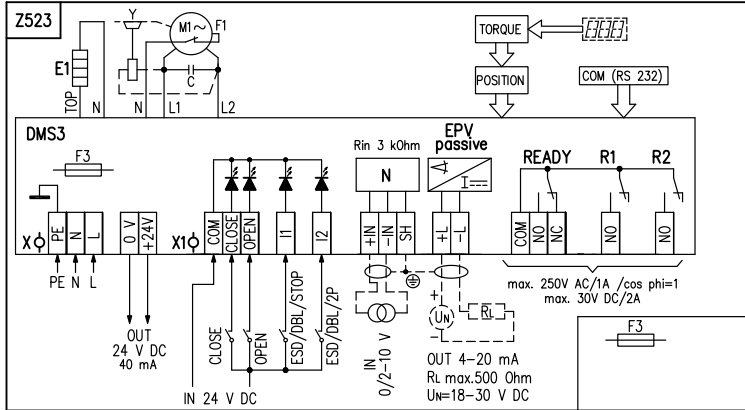 Z523
Y
M1~
F1
E1
C
TOP
N
N
L1
L2
TORQUE
POSITION
COM (RS 232)
DMS3
F3
Rin 3 kOhm
N
EPV
passive
I
READY
R1
R2
X
PE
N
L
0 V
+24V
X1
COM
CLOSE
OPEN
I1
I2
+IN
-IN
SH
+L
-L
COM
NO
NC
NO
NO
PE N L
OUT
24 V DC
40 mA
CLOSE
OPEN
ESD/DBL/STOP
ESD/DBL/2P
IN 24 V DC
IN
0/2-10 V
+
UN
-
RL
OUT 4-20 mA
RL max.500 Ohm
UN=18-30 V DC
max. 250V AC/1A /cos phi=1
max. 30V DC/2A
F3